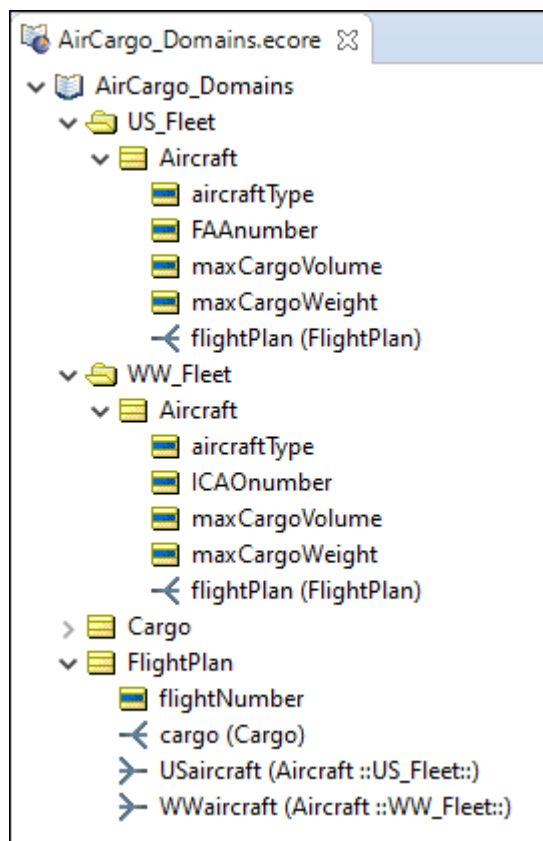 AirCargo_Domains.ecore
AirCargo_Domains
US_Fleet
Aircraft
aircraftType
FAAnumber
maxCargoVolume
maxCargoWeight
flightPlan (FlightPlan)
WW_Fleet
Aircraft
aircraftType
ICAOnumber
maxCargoVolume
maxCargoWeight
flightPlan (FlightPlan)
Cargo
FlightPlan
flightNumber
cargo (Cargo)
USaircraft (Aircraft ::US_Fleet::)
WWaircraft (Aircraft ::WW_Fleet::)